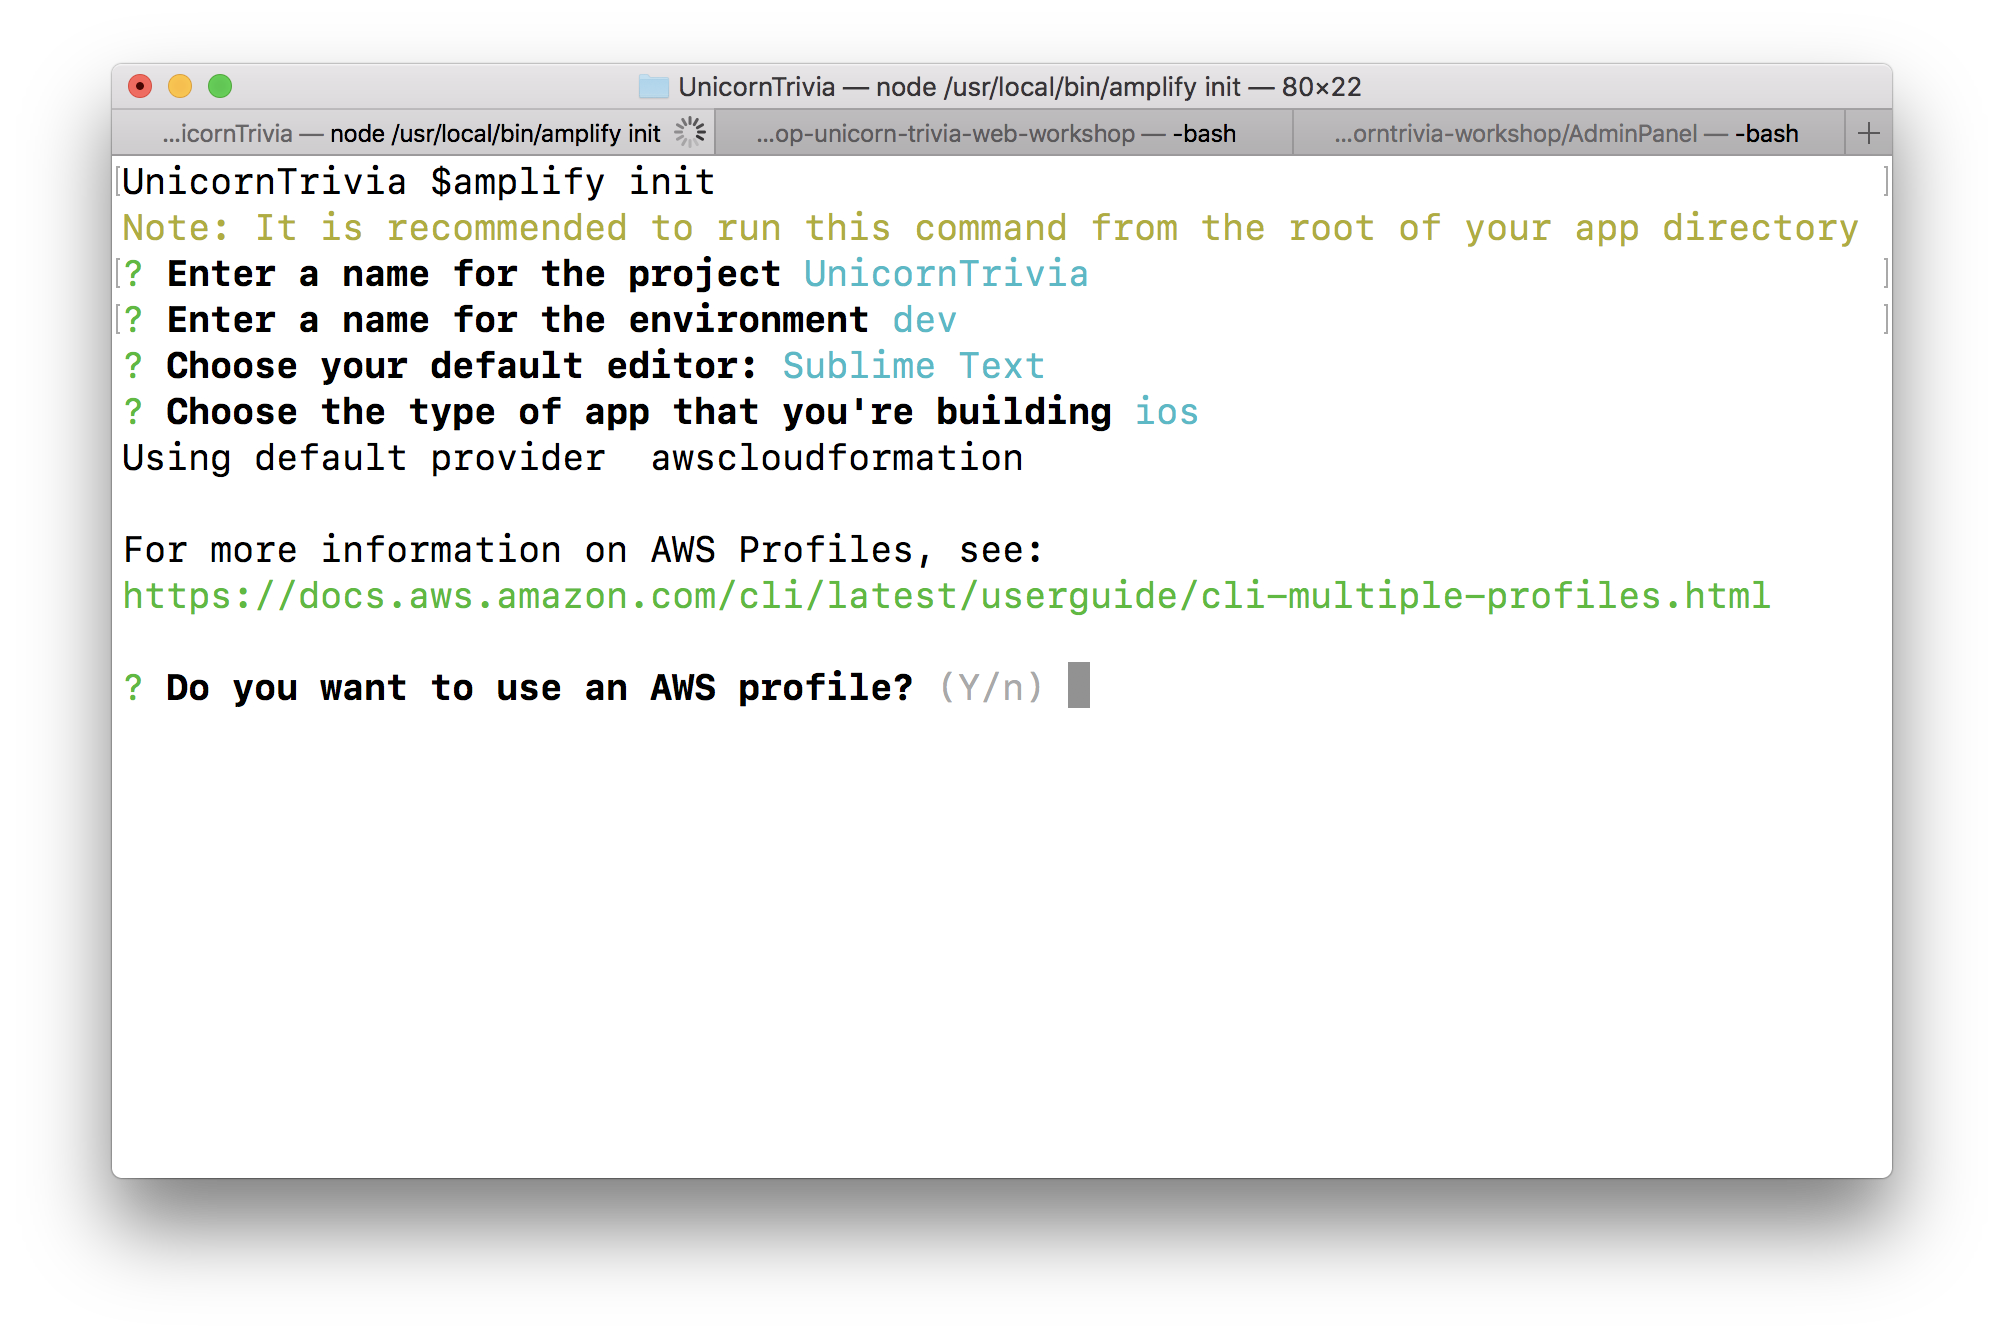 UnicornTrivia — node /usr/local/bin/amplify init — 80×22
...icornTrivia — node /usr/local/bin/amplify init ...op-unicorn-trivia-web-workshop — -bash ...orntrivia-workshop/AdminPanel — -bash +
[UnicornTrivia $amplify init ]
Note: It is recommended to run this command from the root of your app directory
[? Enter a name for the project UnicornTrivia ]
[? Enter a name for the environment dev ]
? Choose your default editor: Sublime Text
? Choose the type of app that you're building ios
Using default provider  awscloudformation
For more information on AWS Profiles, see:
https://docs.aws.amazon.com/cli/latest/userguide/cli-multiple-profiles.html
? Do you want to use an AWS profile? (Y/n)